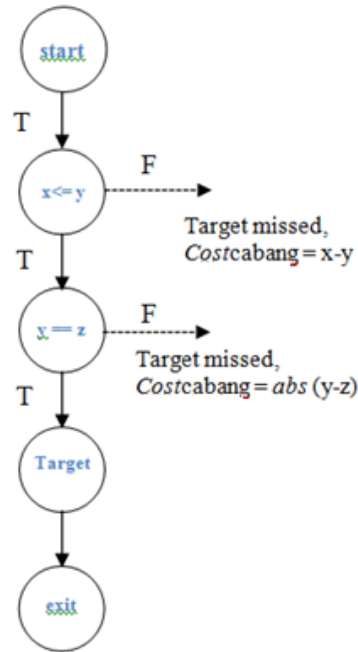 start
T
x<= y
F
Target missed,
Costcabang = x-y
T
y == z
F
Target missed,
Costcabang = abs (y-z)
T
Target
exit